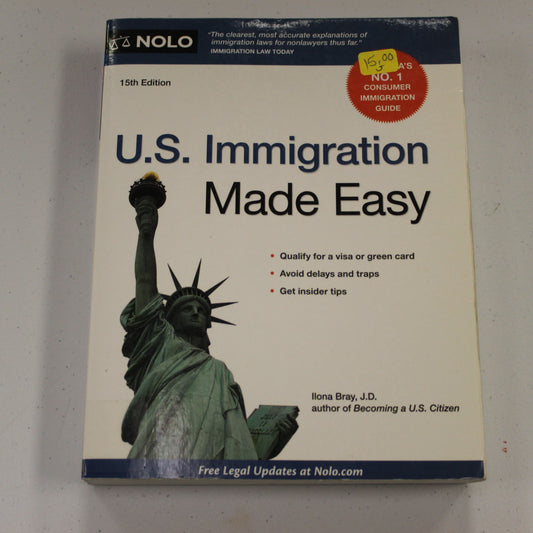 NOLO
"The clearest, most accurate explanations of
immigration laws for nonlawyers thus far."
IMMIGRATION LAW TODAY
15th Edition
15.00
A'S
NO. 1
CONSUMER
IMMIGRATION
GUIDE
U.S. Immigration
Made Easy
• Qualify for a visa or green card
• Avoid delays and traps
• Get insider tips
Ilona Bray, J.D.
author of Becoming a U.S. Citizen
Free Legal Updates at Nolo.com